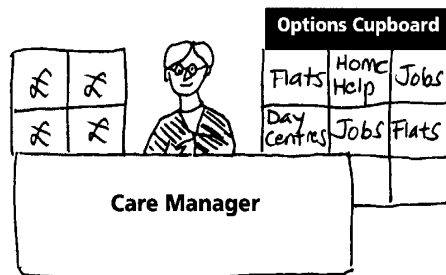 Options Cupboard
Flats Home Help Jobs
Day Centres Jobs Flats
Care Manager